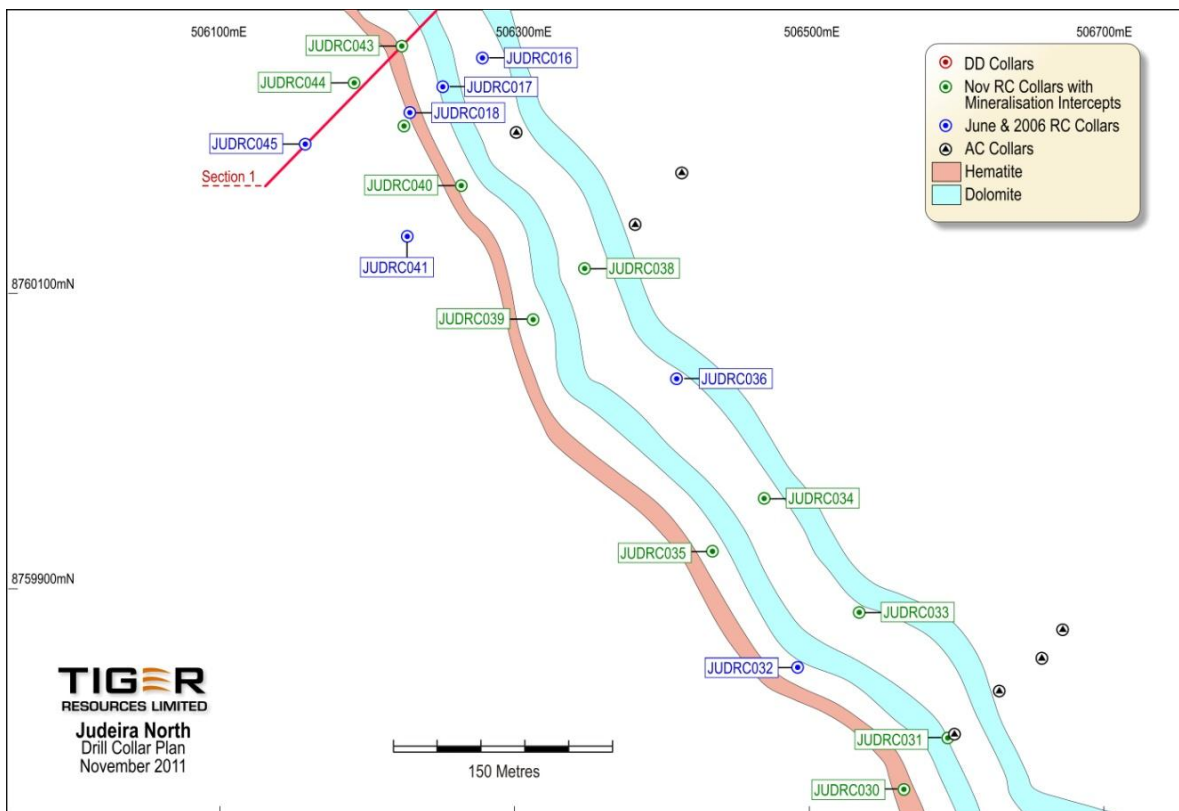 506100mE
506300mE
506500mE
506700mE
JUDRC043
JUDRC016
JUDRC044
JUDRC017
JUDRC018
JUDRC045
Section 1
JUDRC040
JUDRC041
JUDRC038
8760100mN
JUDRC039
JUDRC036
JUDRC034
JUDRC035
8759900mN
JUDRC033
JUDRC032
JUDRC031
JUDRC030
DD Collars
Nov RC Collars with
Mineralisation Intercepts
June & 2006 RC Collars
AC Collars
Hematite
Dolomite
TIGER
RESOURCES LIMITED
Judeira North
Drill Collar Plan
November 2011
150 Metres